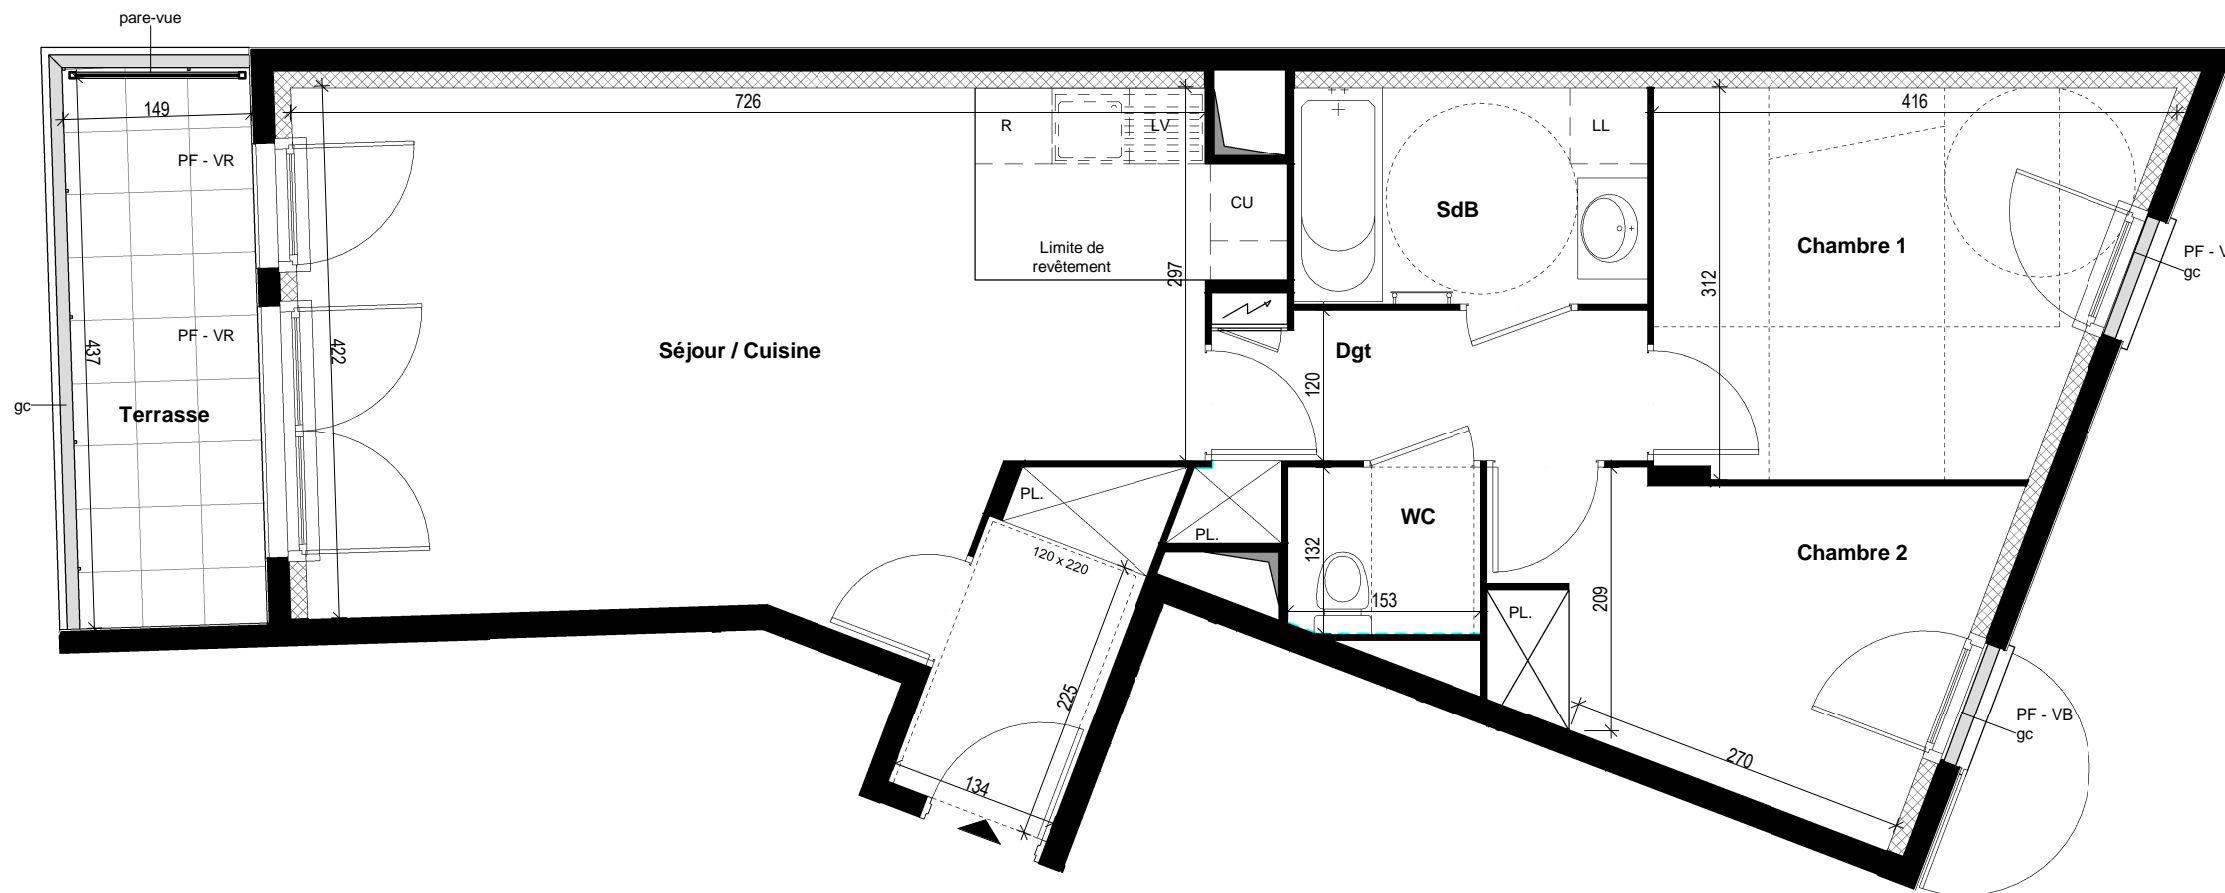 pare-vue
149
726
416
R
LV
LL
PF - VR
CU
SdB
Chambre 1
Limite de
revêtement
297
312
PF - V
gc
PF - VR
437
422
Séjour / Cuisine
Dgt
120
gc
Terrasse
PL.
PL.
WC
132
120 x 220
Chambre 2
153
209
PL.
225
134
270
PF - VB
gc